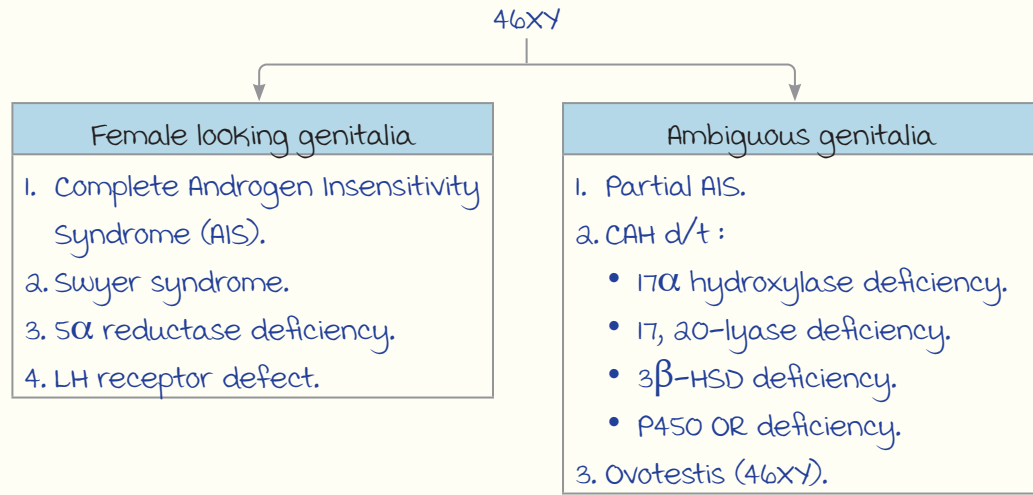 46XY
Female looking genitalia
1. Complete Androgen Insensitivity
Syndrome (AIS).
2. Swyer syndrome.
3. 5α reductase deficiency.
4. LH receptor defect.
Ambiguous genitalia
1. Partial AIS.
2. CAH d/t :
• 17α hydroxylase deficiency.
• 17, 20-lyase deficiency.
• 3β-HSD deficiency.
• P450 OR deficiency.
3. Ovotestis (46XY).